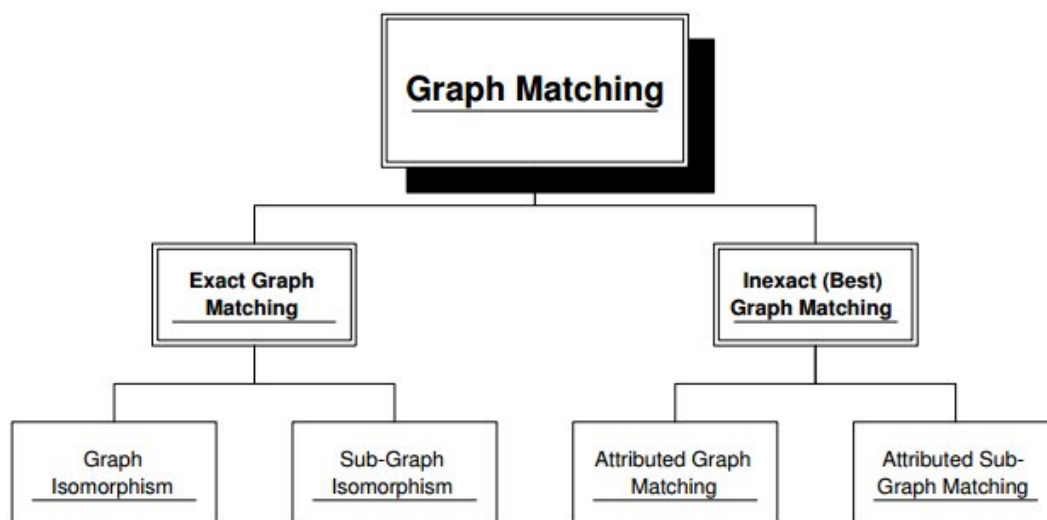 Graph Matching
Exact Graph
Matching
Inexact (Best)
Graph Matching
Graph
Isomorphism
Sub-Graph
Isomorphism
Attributed Graph
Matching
Attributed Sub-
Graph Matching